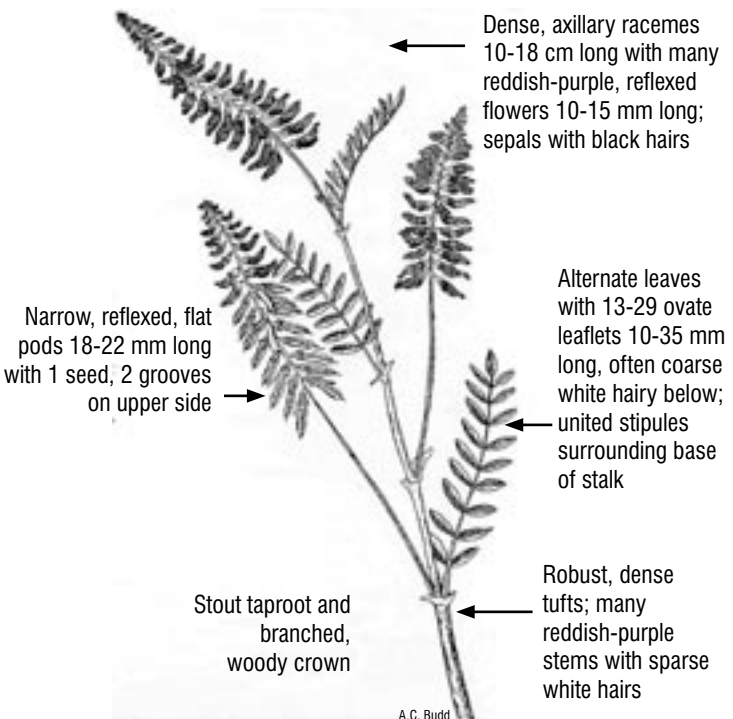 Dense, axillary racemes
10-18 cm long with many
reddish-purple, reflexed
flowers 10-15 mm long;
sepals with black hairs
Narrow, reflexed, flat
pods 18-22 mm long
with 1 seed, 2 grooves
on upper side
Alternate leaves
with 13-29 ovate
leaflets 10-35 mm
long, often coarse
white hairy below;
united stipules
surrounding base
of stalk
Stout taproot and
branched,
woody crown
Robust, dense
tufts; many
reddish-purple
stems with sparse
white hairs
A.C. Budd